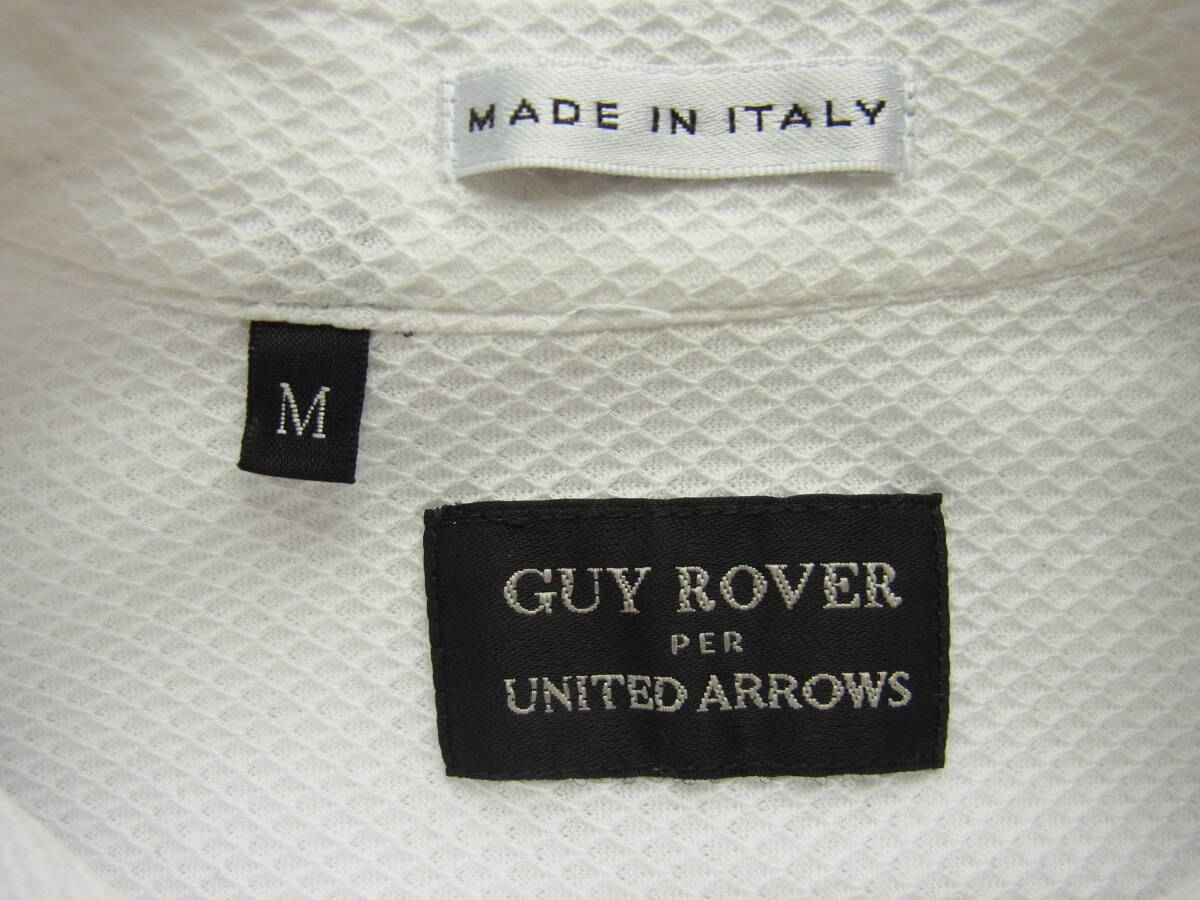 MADE IN ITALY
M
GUY ROVER
PER
UNITED ARROWS